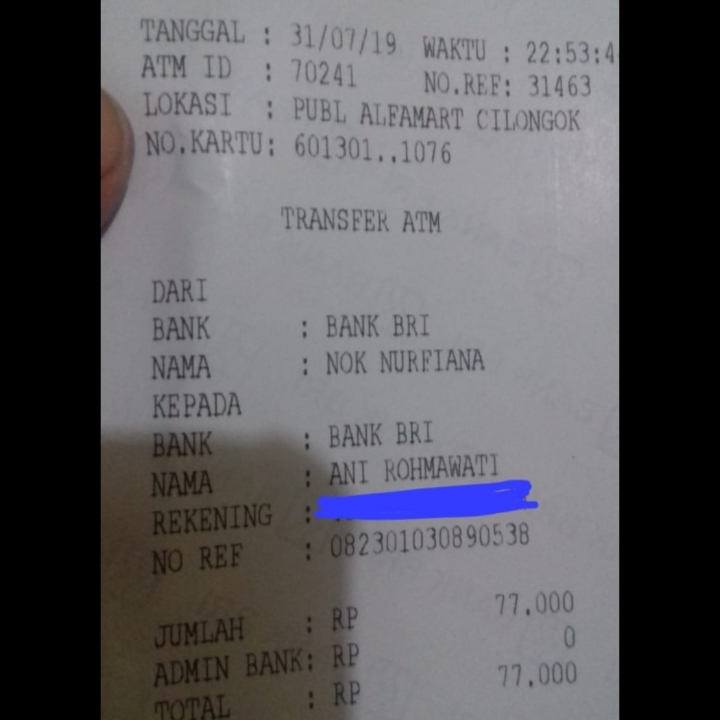 TANGGAL : 31/07/19 WAKTU : 22:53:4
ATM ID : 70241 NO.REF: 31463
LOKASI : PUBL ALFAMART CILONGOK
NO.KARTU: 601301..1076
TRANSFER ATM
DARI
BANK : BANK BRI
NAMA : NOK NURFIANA
KEPADA
BANK : BANK BRI
NAMA : ANI ROHMAWATI
REKENING :
NO REF : 082301030890538
JUMLAH : RP 77.000
ADMIN BANK: RP 0
TOTAL : RP 77.000